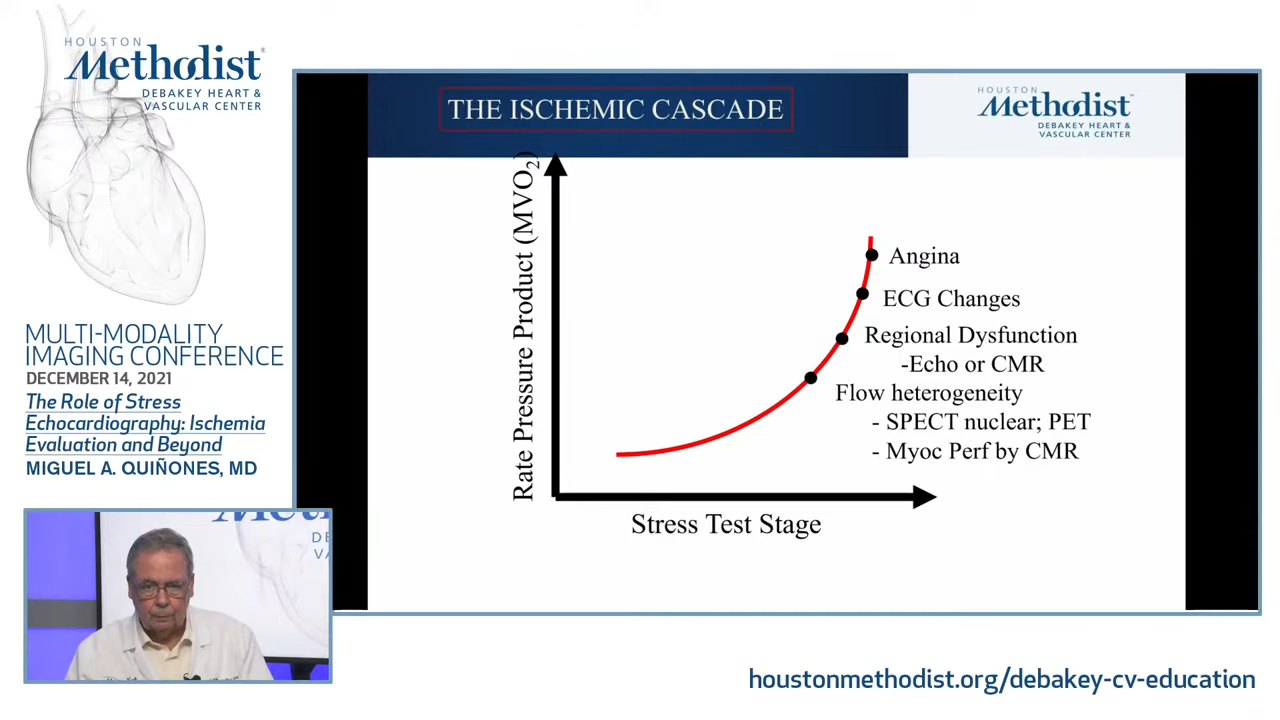 HOUSTON
Methodist
DEBAKEY HEART &
VASCULAR CENTER
MULTI-MODALITY
IMAGING CONFERENCE
DECEMBER 14, 2021
The Role of Stress
Echocardiography: Ischemia
Evaluation and Beyond
MIGUEL A. QUIÑONES, MD
THE ISCHEMIC CASCADE
HOUSTON
Methodist
DEBAKEY HEART &
VASCULAR CENTER
Rate Pressure Product (MVO2)
Angina
ECG Changes
Regional Dysfunction
-Echo or CMR
Flow heterogeneity
- SPECT nuclear; PET
- Myoc Perf by CMR
Stress Test Stage
houstonmethodist.org/debakey-cv-education